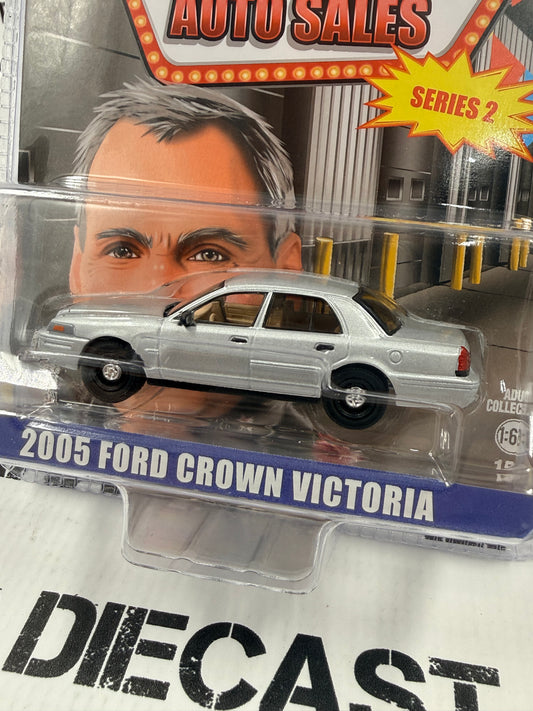 AUTO SALES
SERIES 2
2005 FORD CROWN VICTORIA
DIECAST